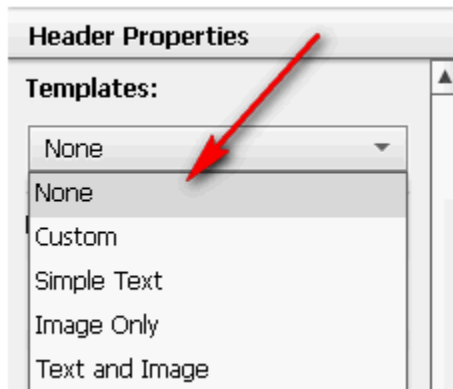 Header Properties
Templates:
None
None
Custom
Simple Text
Image Only
Text and Image